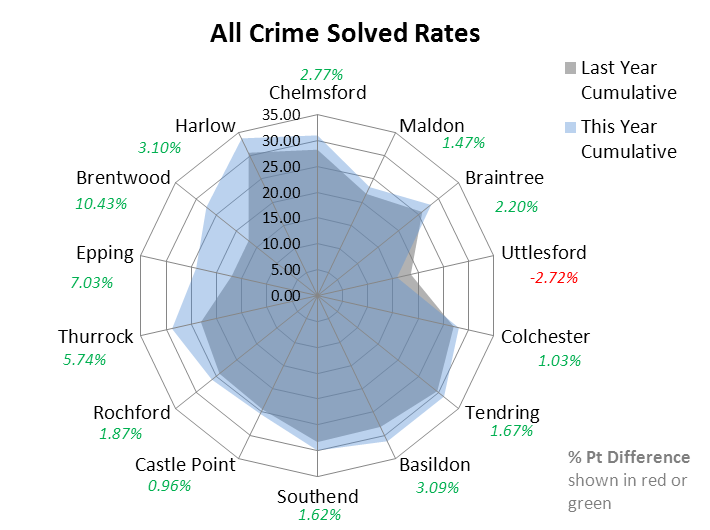 All Crime Solved Rates
2.77%
Chelmsford
Last Year
Cumulative
This Year
Cumulative
35.00
30.00
25.00
20.00
15.00
10.00
5.00
0.00
Maldon
1.47%
Braintree
2.20%
Uttlesford
-2.72%
Colchester
1.03%
Tendring
1.67%
Basildon
3.09%
Southend
1.62%
Castle Point
0.96%
Rochford
1.87%
Thurrock
5.74%
Epping
7.03%
Brentwood
10.43%
Harlow
3.10%
% Pt Difference
shown in red or
green